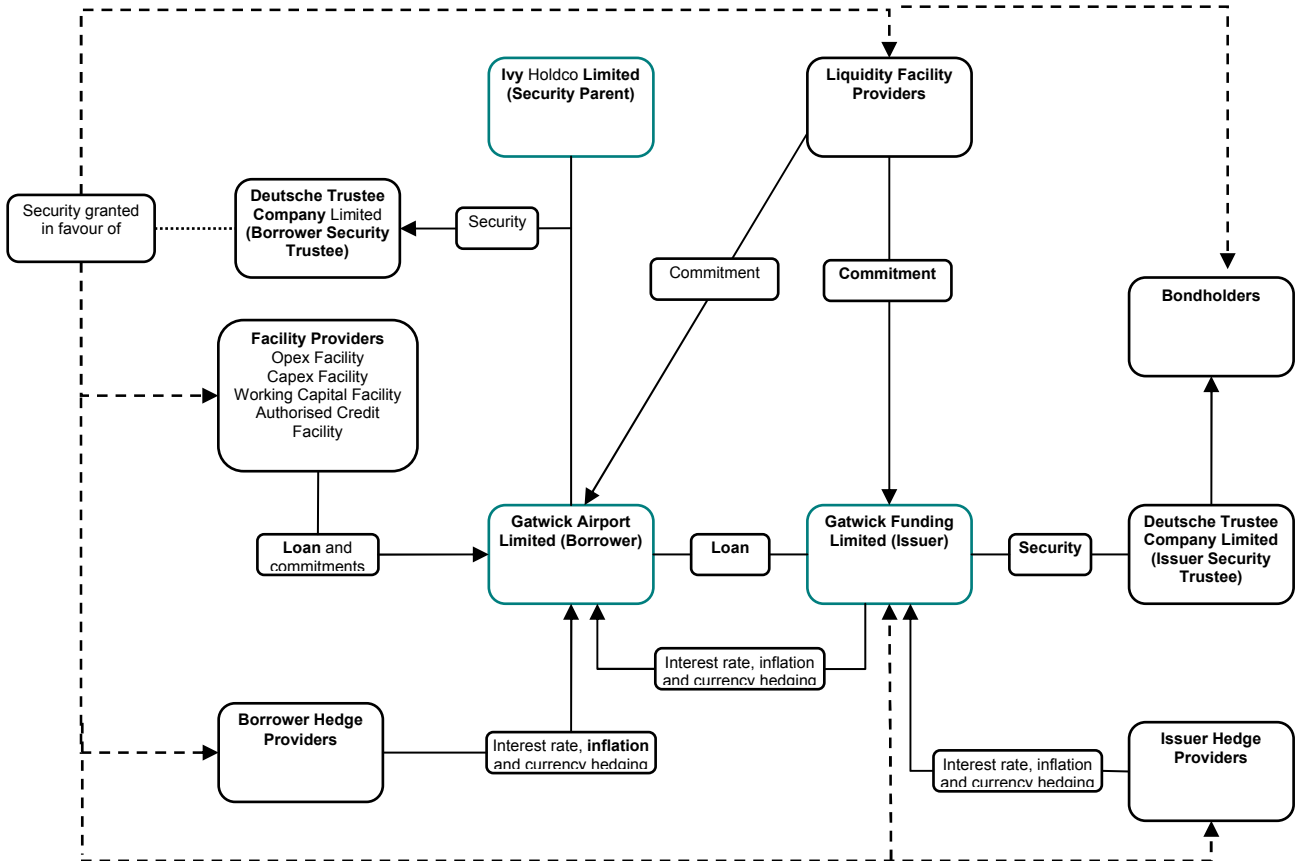 Ivy Holdco Limited
(Security Parent)
Liquidity Facility
Providers
Security granted
in favour of
Deutsche Trustee
Company Limited
(Borrower Security
Trustee)
Security
Commitment
Commitment
Bondholders
Facility Providers
Opex Facility
Capex Facility
Working Capital Facility
Authorised Credit
Facility
Gatwick Airport
Limited (Borrower)
Loan
Gatwick Funding
Limited (Issuer)
Security
Deutsche Trustee
Company Limited
(Issuer Security
Trustee)
Loan and
commitments
Interest rate, inflation
and currency hedging
Borrower Hedge
Providers
Interest rate, inflation
and currency hedging
Interest rate, inflation
and currency hedging
Issuer Hedge
Providers